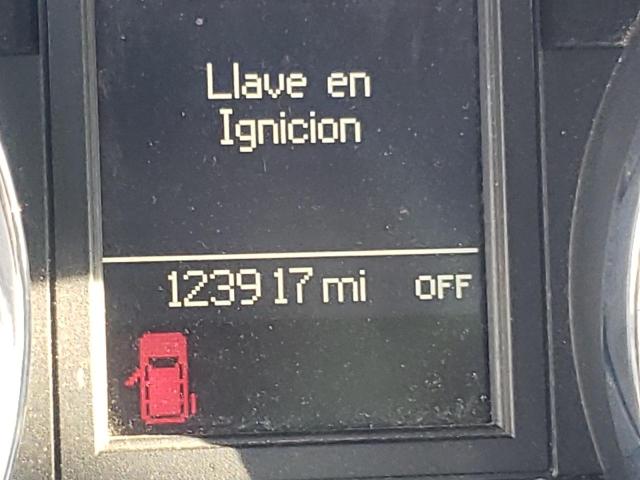 Llave en
Ignicion
123917 mi OFF